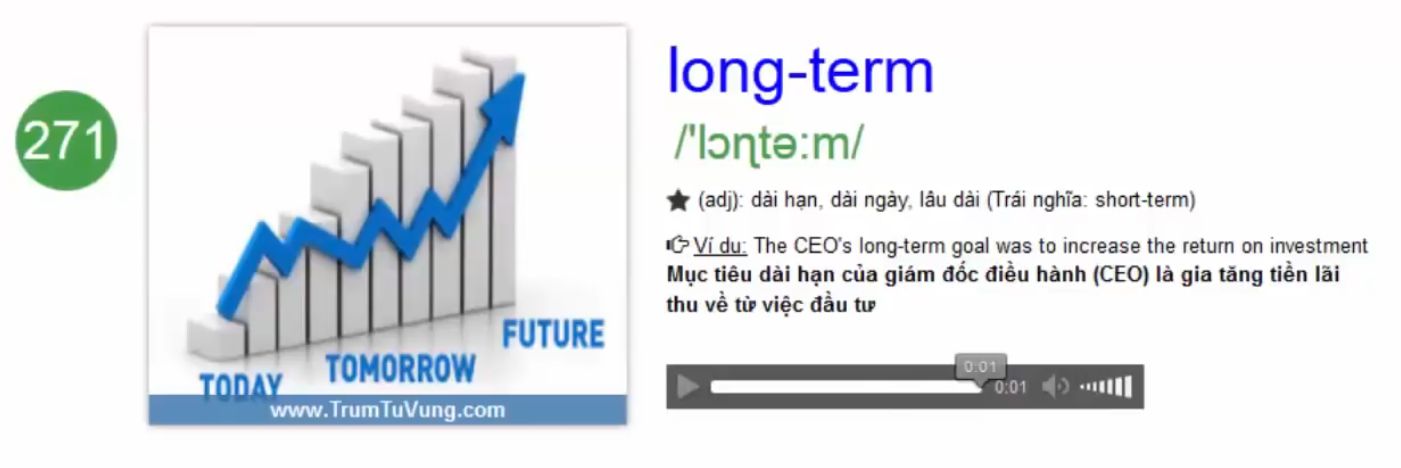 271
long-term
/'lɔɳtə:m/
(adj): dài hạn, dài ngày, lâu dài (Trái nghĩa: short-term)
Ví dụ: The CEO's long-term goal was to increase the return on investment
Mục tiêu dài hạn của giám đốc điều hành (CEO) là gia tăng tiền lãi
thu về từ việc đầu tư
FUTURE
TOMORROW
TODAY
www.TrumTuVung.com
0:01
0:01